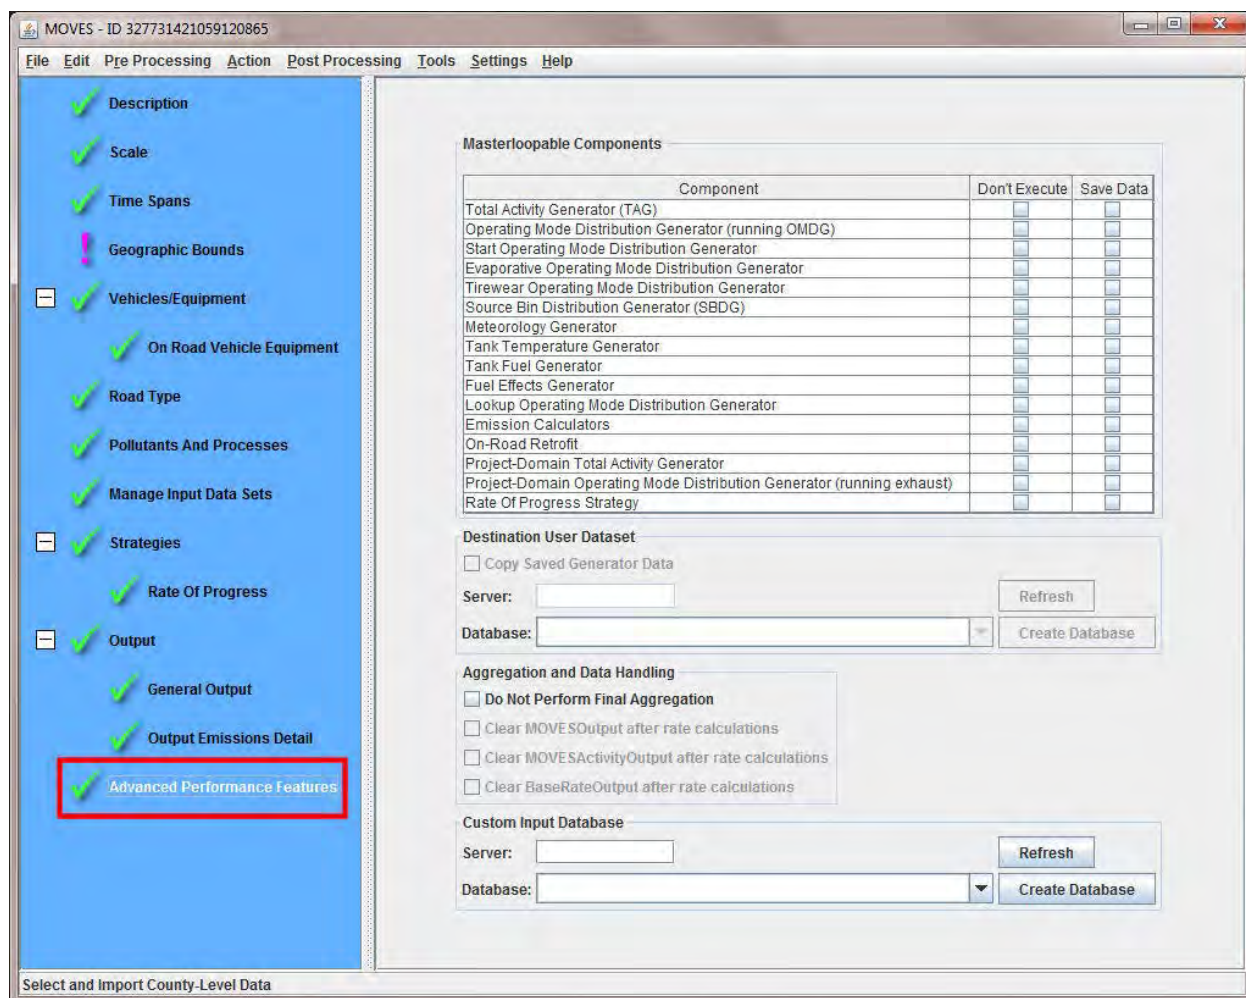 MOVES - ID 327731421059120865
File Edit Pre Processing Action Post Processing Tools Settings Help
Description
Scale
Time Spans
Geographic Bounds
Vehicles/Equipment
On Road Vehicle Equipment
Road Type
Pollutants And Processes
Manage Input Data Sets
Strategies
Rate Of Progress
Output
General Output
Output Emissions Detail
Advanced Performance Features
Masterloopable Components
Component Don't Execute Save Data
Total Activity Generator (TAG)
Operating Mode Distribution Generator (running OMDG)
Start Operating Mode Distribution Generator
Evaporative Operating Mode Distribution Generator
Tirewear Operating Mode Distribution Generator
Source Bin Distribution Generator (SBDG)
Meteorology Generator
Tank Temperature Generator
Tank Fuel Generator
Fuel Effects Generator
Lookup Operating Mode Distribution Generator
Emission Calculators
On-Road Retrofit
Project-Domain Total Activity Generator
Project-Domain Operating Mode Distribution Generator (running exhaust)
Rate Of Progress Strategy
Destination User Dataset
Copy Saved Generator Data
Server: Refresh
Database: Create Database
Aggregation and Data Handling
Do Not Perform Final Aggregation
Clear MOVESOutput after rate calculations
Clear MOVESActivityOutput after rate calculations
Clear BaseRateOutput after rate calculations
Custom Input Database
Server: Refresh
Database: Create Database
Select and Import County-Level Data